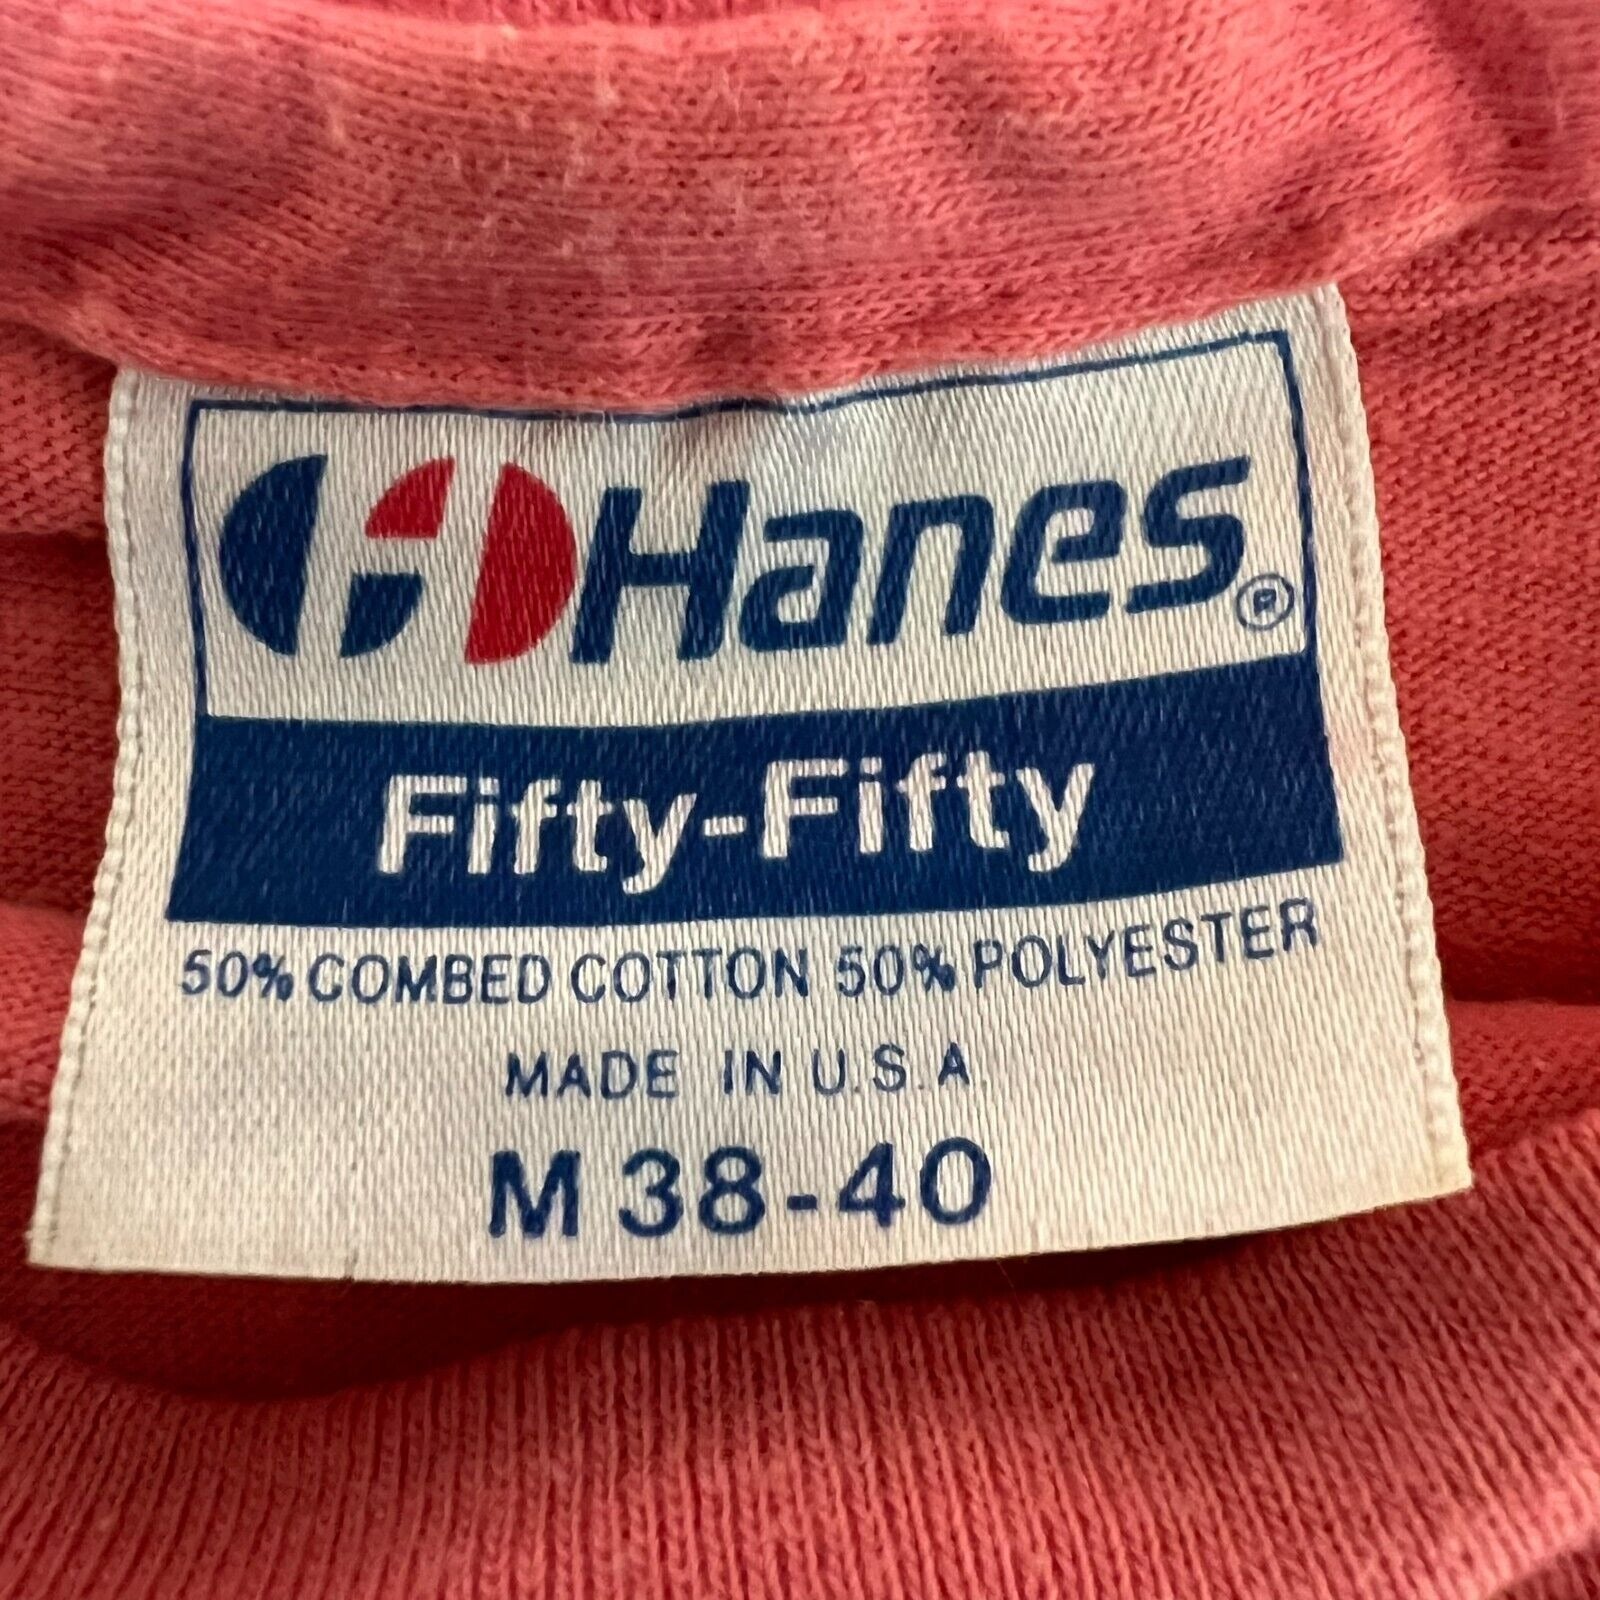 Hanes®
Fifty-Fifty
50% COMBED COTTON 50% POLYESTER
MADE IN U.S.A.
M 38-40